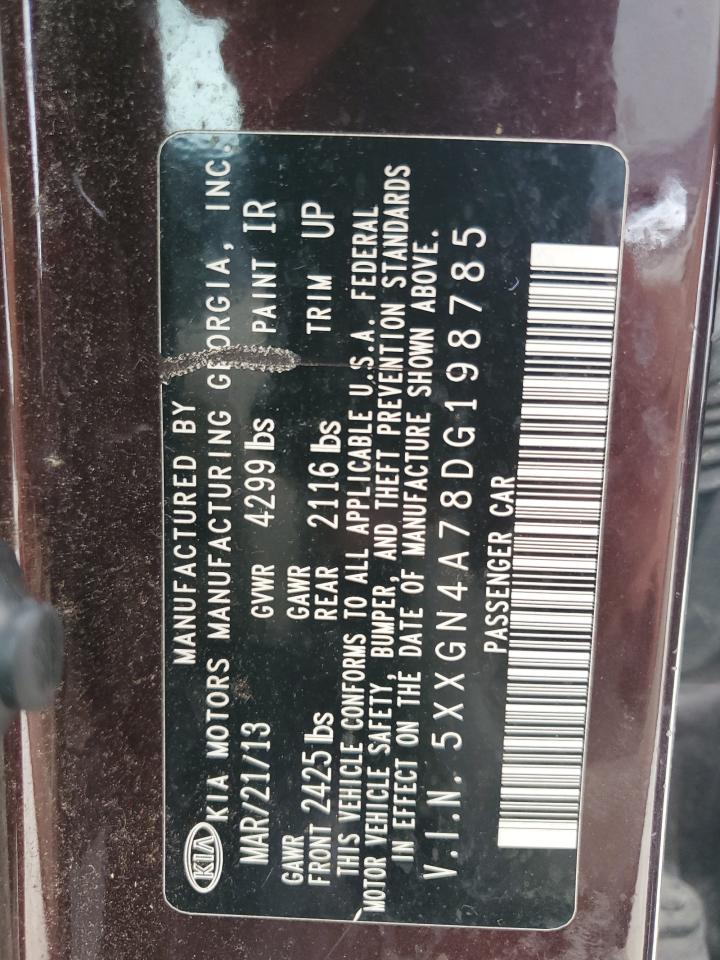 MANUFACTURED BY
KIA KIA MOTORS MANUFACTURING GEORGIA, INC.
MAR/21/13 GVWR 4299 lbs PAINT IR
GAWR GAWR
FRONT 2425 lbs REAR 2116 lbs TRIM UP
THIS VEHICLE CONFORMS TO ALL APPLICABLE U.S.A. FEDERAL
MOTOR VEHICLE SAFETY, BUMPER, AND THEFT PREVENTION STANDARDS
IN EFFECT ON THE DATE OF MANUFACTURE SHOWN ABOVE.
V.I.N. 5XXGN4A78DG198785
PASSENGER CAR